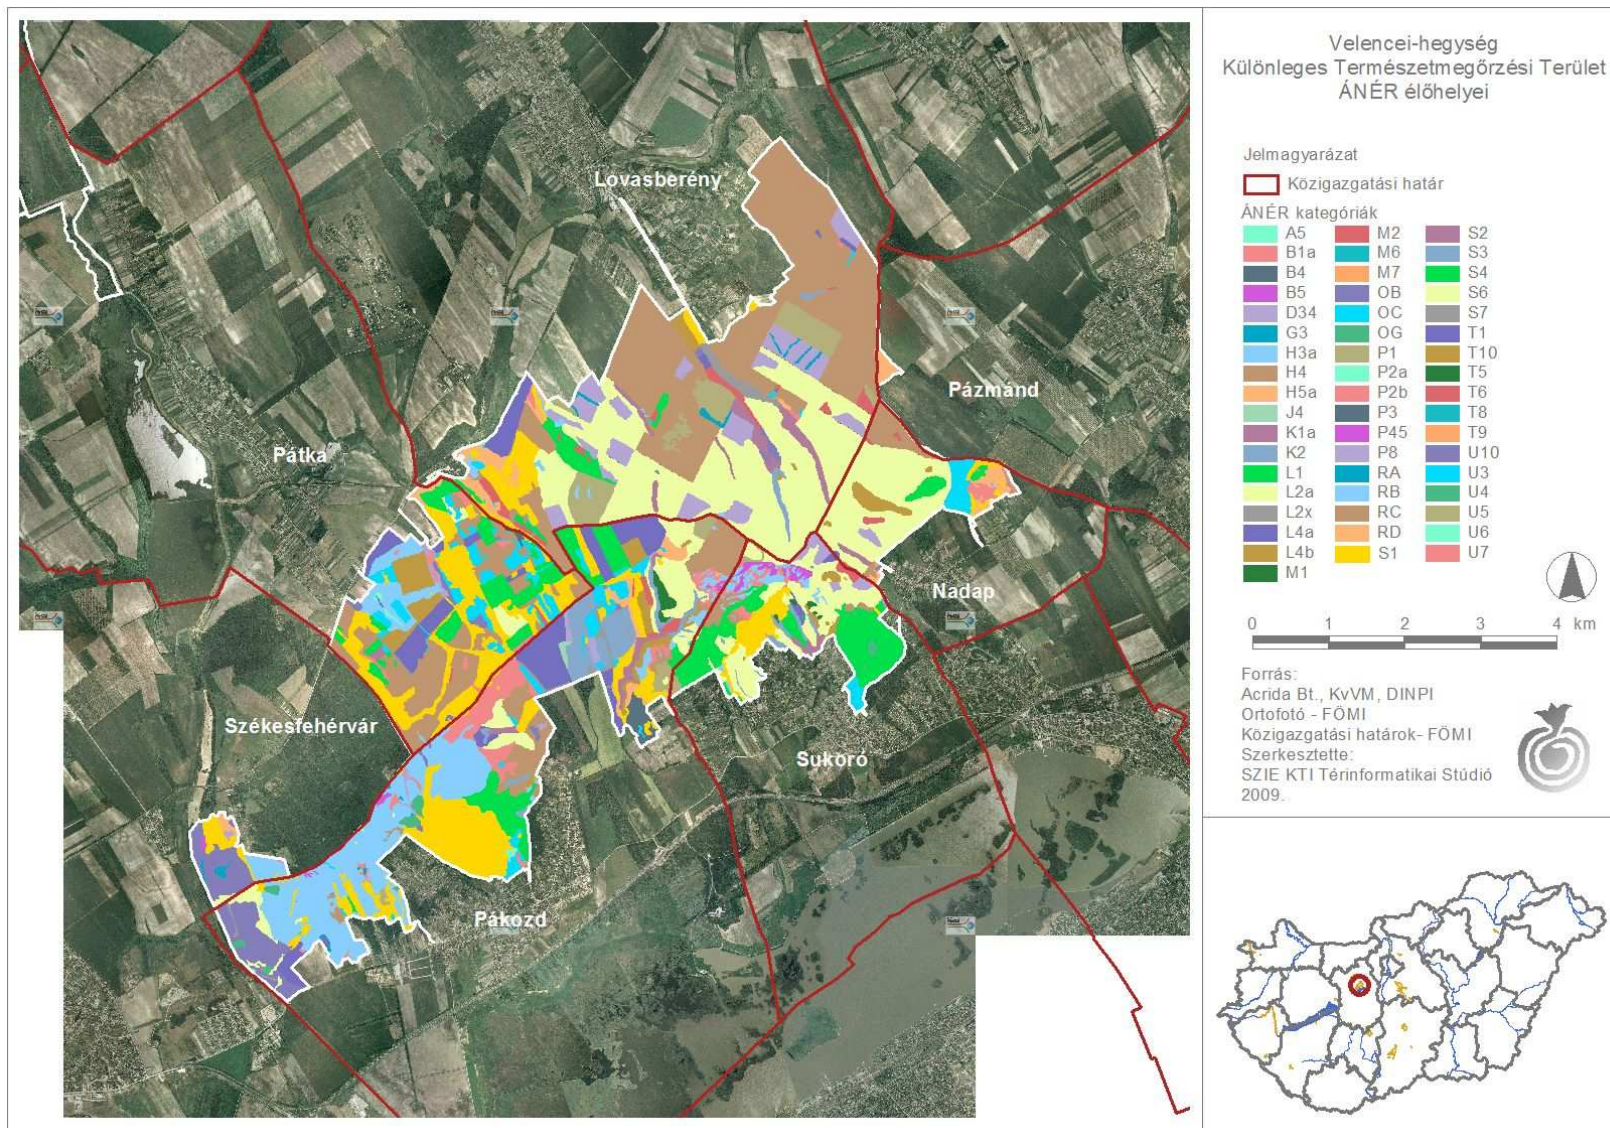 Velencei-hegység
Különleges Természetmegőrzési Terület
ÁNÉR élőhelyei
Jelmagyarázat
Közigazgatási határ
ÁNÉR kategóriák
A5
B1a
B4
B5
D34
G3
H3a
H4
H5a
J4
K1a
K2
L1
L2a
L2x
L4a
L4b
M1
M2
M6
M7
OB
OC
OG
P1
P2a
P2b
P3
P45
P8
RA
RB
RC
RD
S1
S2
S3
S4
S6
S7
T1
T10
T5
T6
T8
T9
U10
U3
U4
U5
U6
U7
0 1 2 3 4 km
Forrás:
Acrida Bt., KvVM, DINPI
Ortofotó - FÖMI
Közigazgatási határok- FÖMI
Szerkesztette:
SZIE KTI Térinformatikai Stúdió
2009.
Lovasberény
Pázmánd
Pátka
Nadap
Székesfehérvár
Sukoró
Pákozd